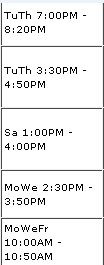 TuTh 7:00PM -
8:20PM
TuTh 3:30PM -
4:50PM
Sa 1:00PM -
4:00PM
MoWe 2:30PM -
3:50PM
MoWeFr
10:00AM -
10:50AM